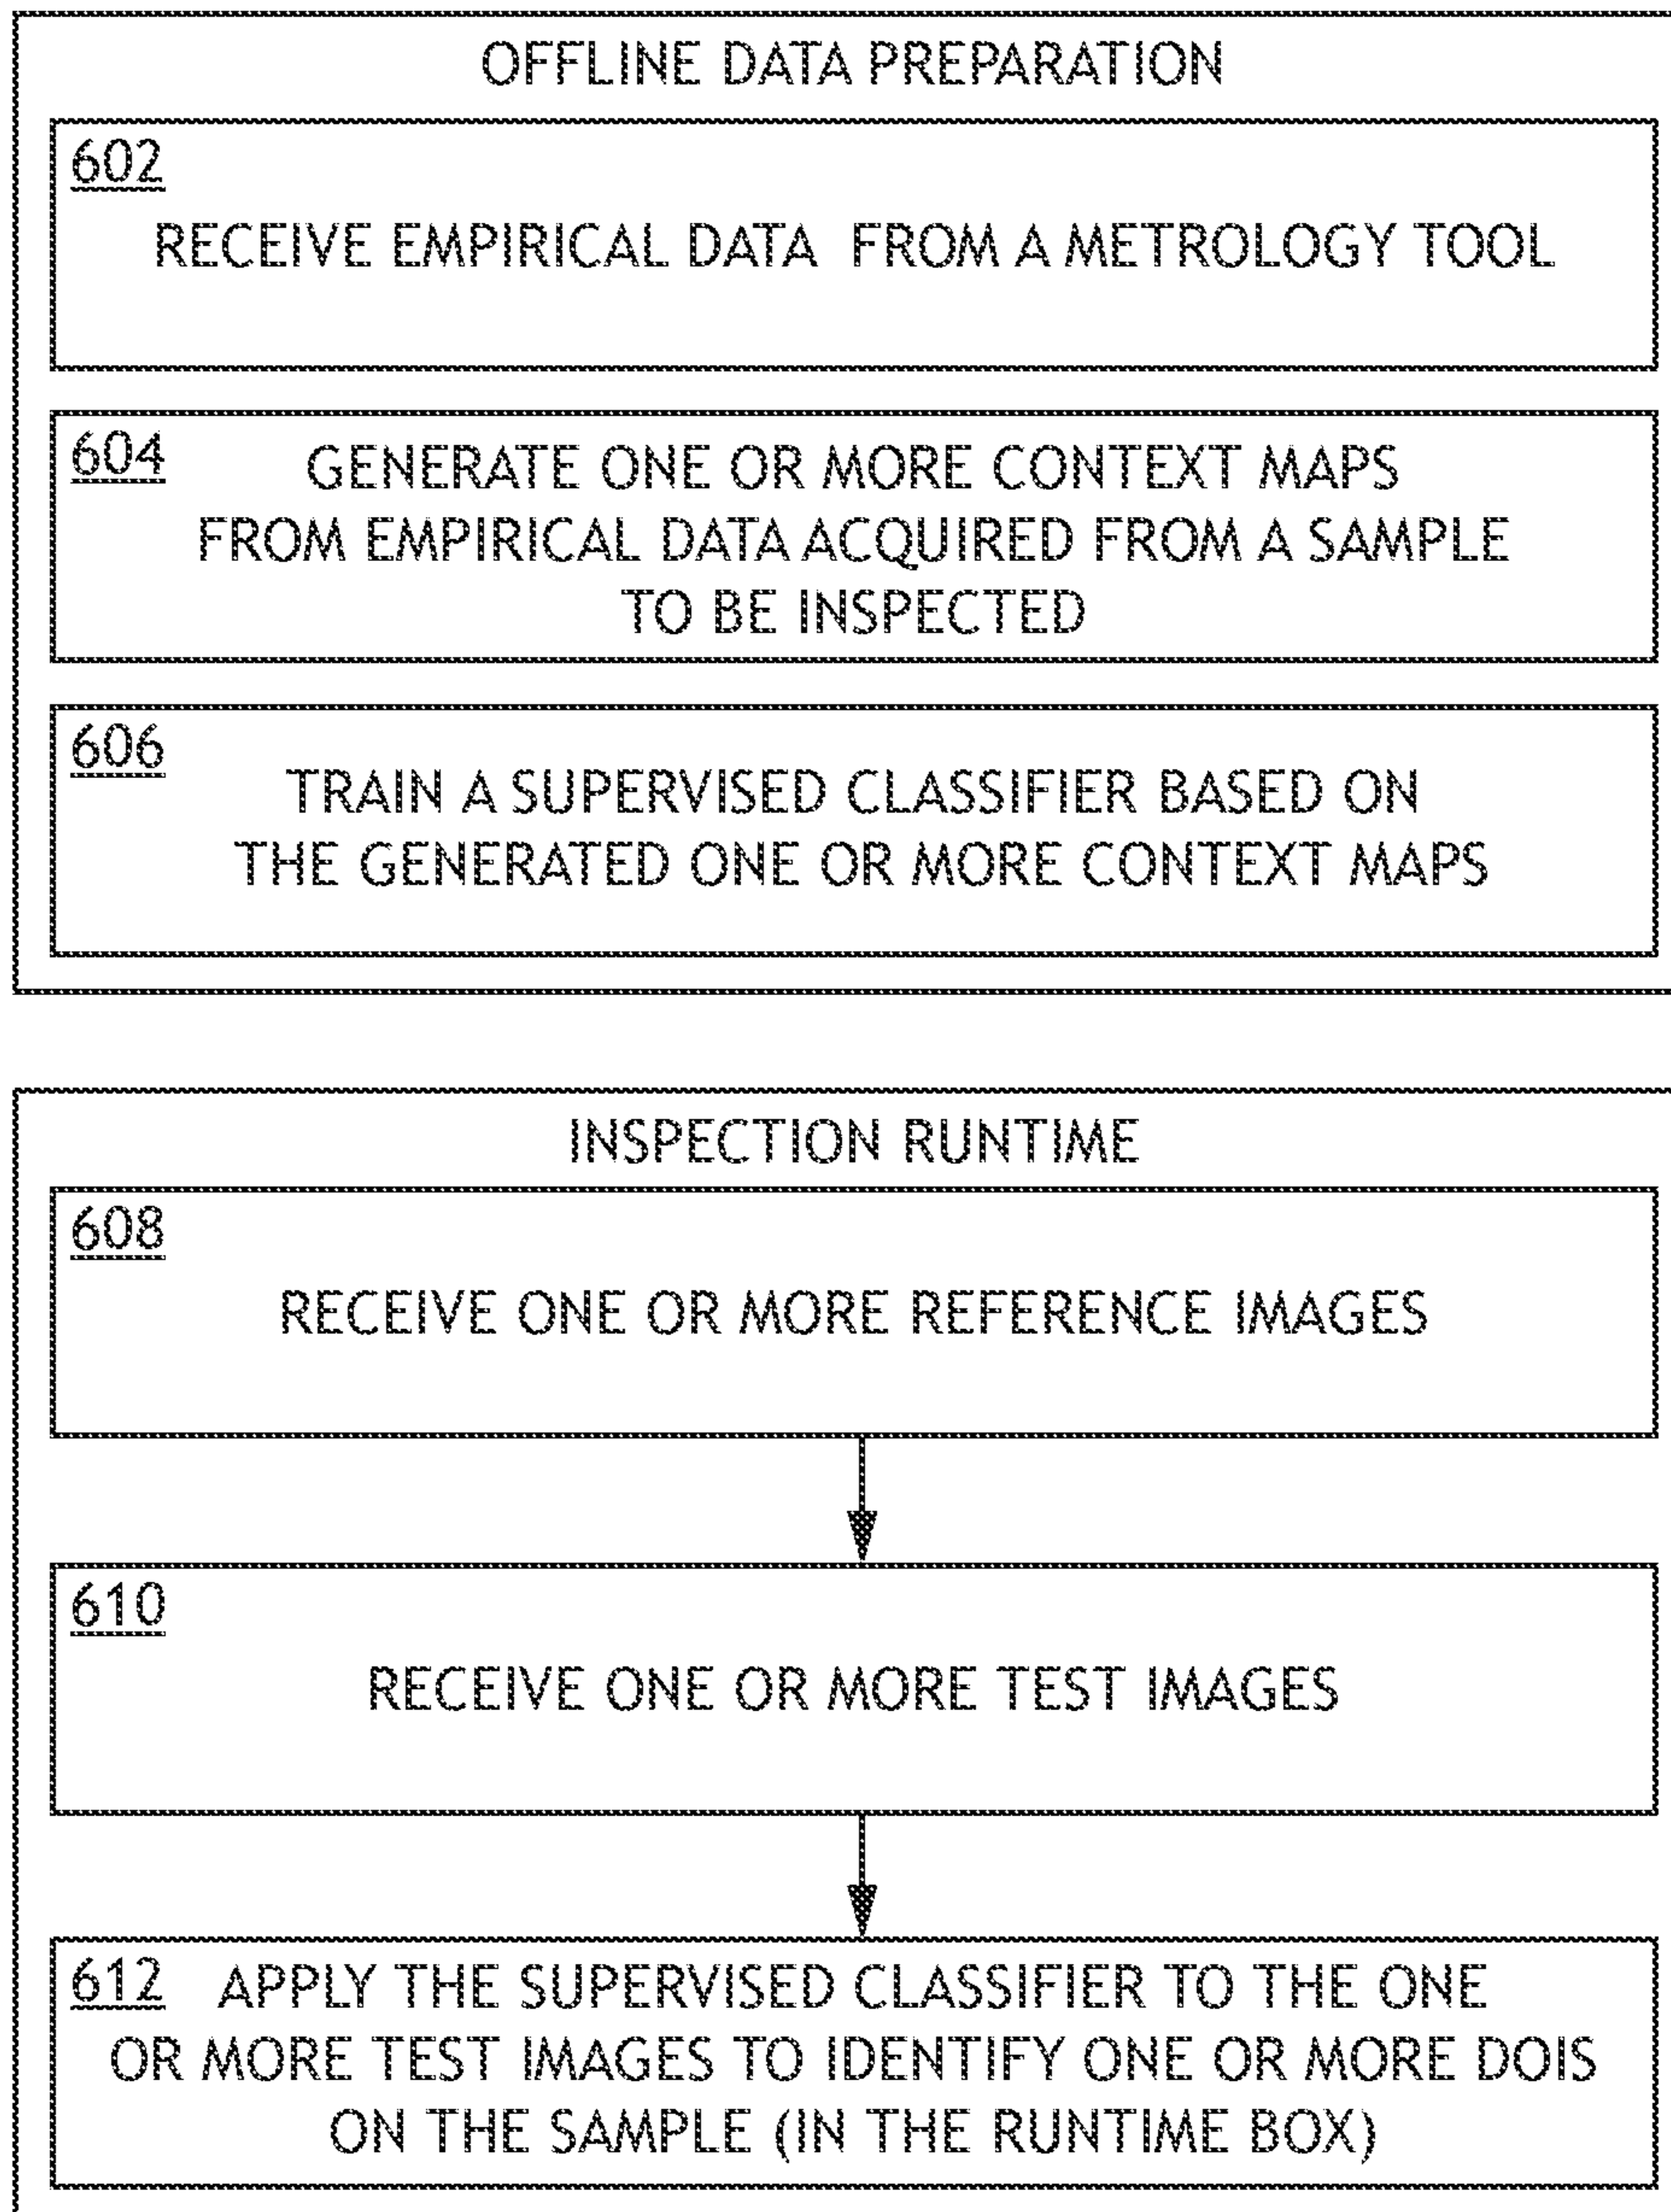 OFFLINE DATA PREPARATION
602
RECEIVE EMPIRICAL DATA FROM A METROLOGY TOOL
604
GENERATE ONE OR MORE CONTEXT MAPS
FROM EMPIRICAL DATA ACQUIRED FROM A SAMPLE
TO BE INSPECTED
606
TRAIN A SUPERVISED CLASSIFIER BASED ON
THE GENERATED ONE OR MORE CONTEXT MAPS
INSPECTION RUNTIME
608
RECEIVE ONE OR MORE REFERENCE IMAGES
610
RECEIVE ONE OR MORE TEST IMAGES
612 APPLY THE SUPERVISED CLASSIFIER TO THE ONE
OR MORE TEST IMAGES TO IDENTIFY ONE OR MORE DOIS
ON THE SAMPLE (IN THE RUNTIME BOX)